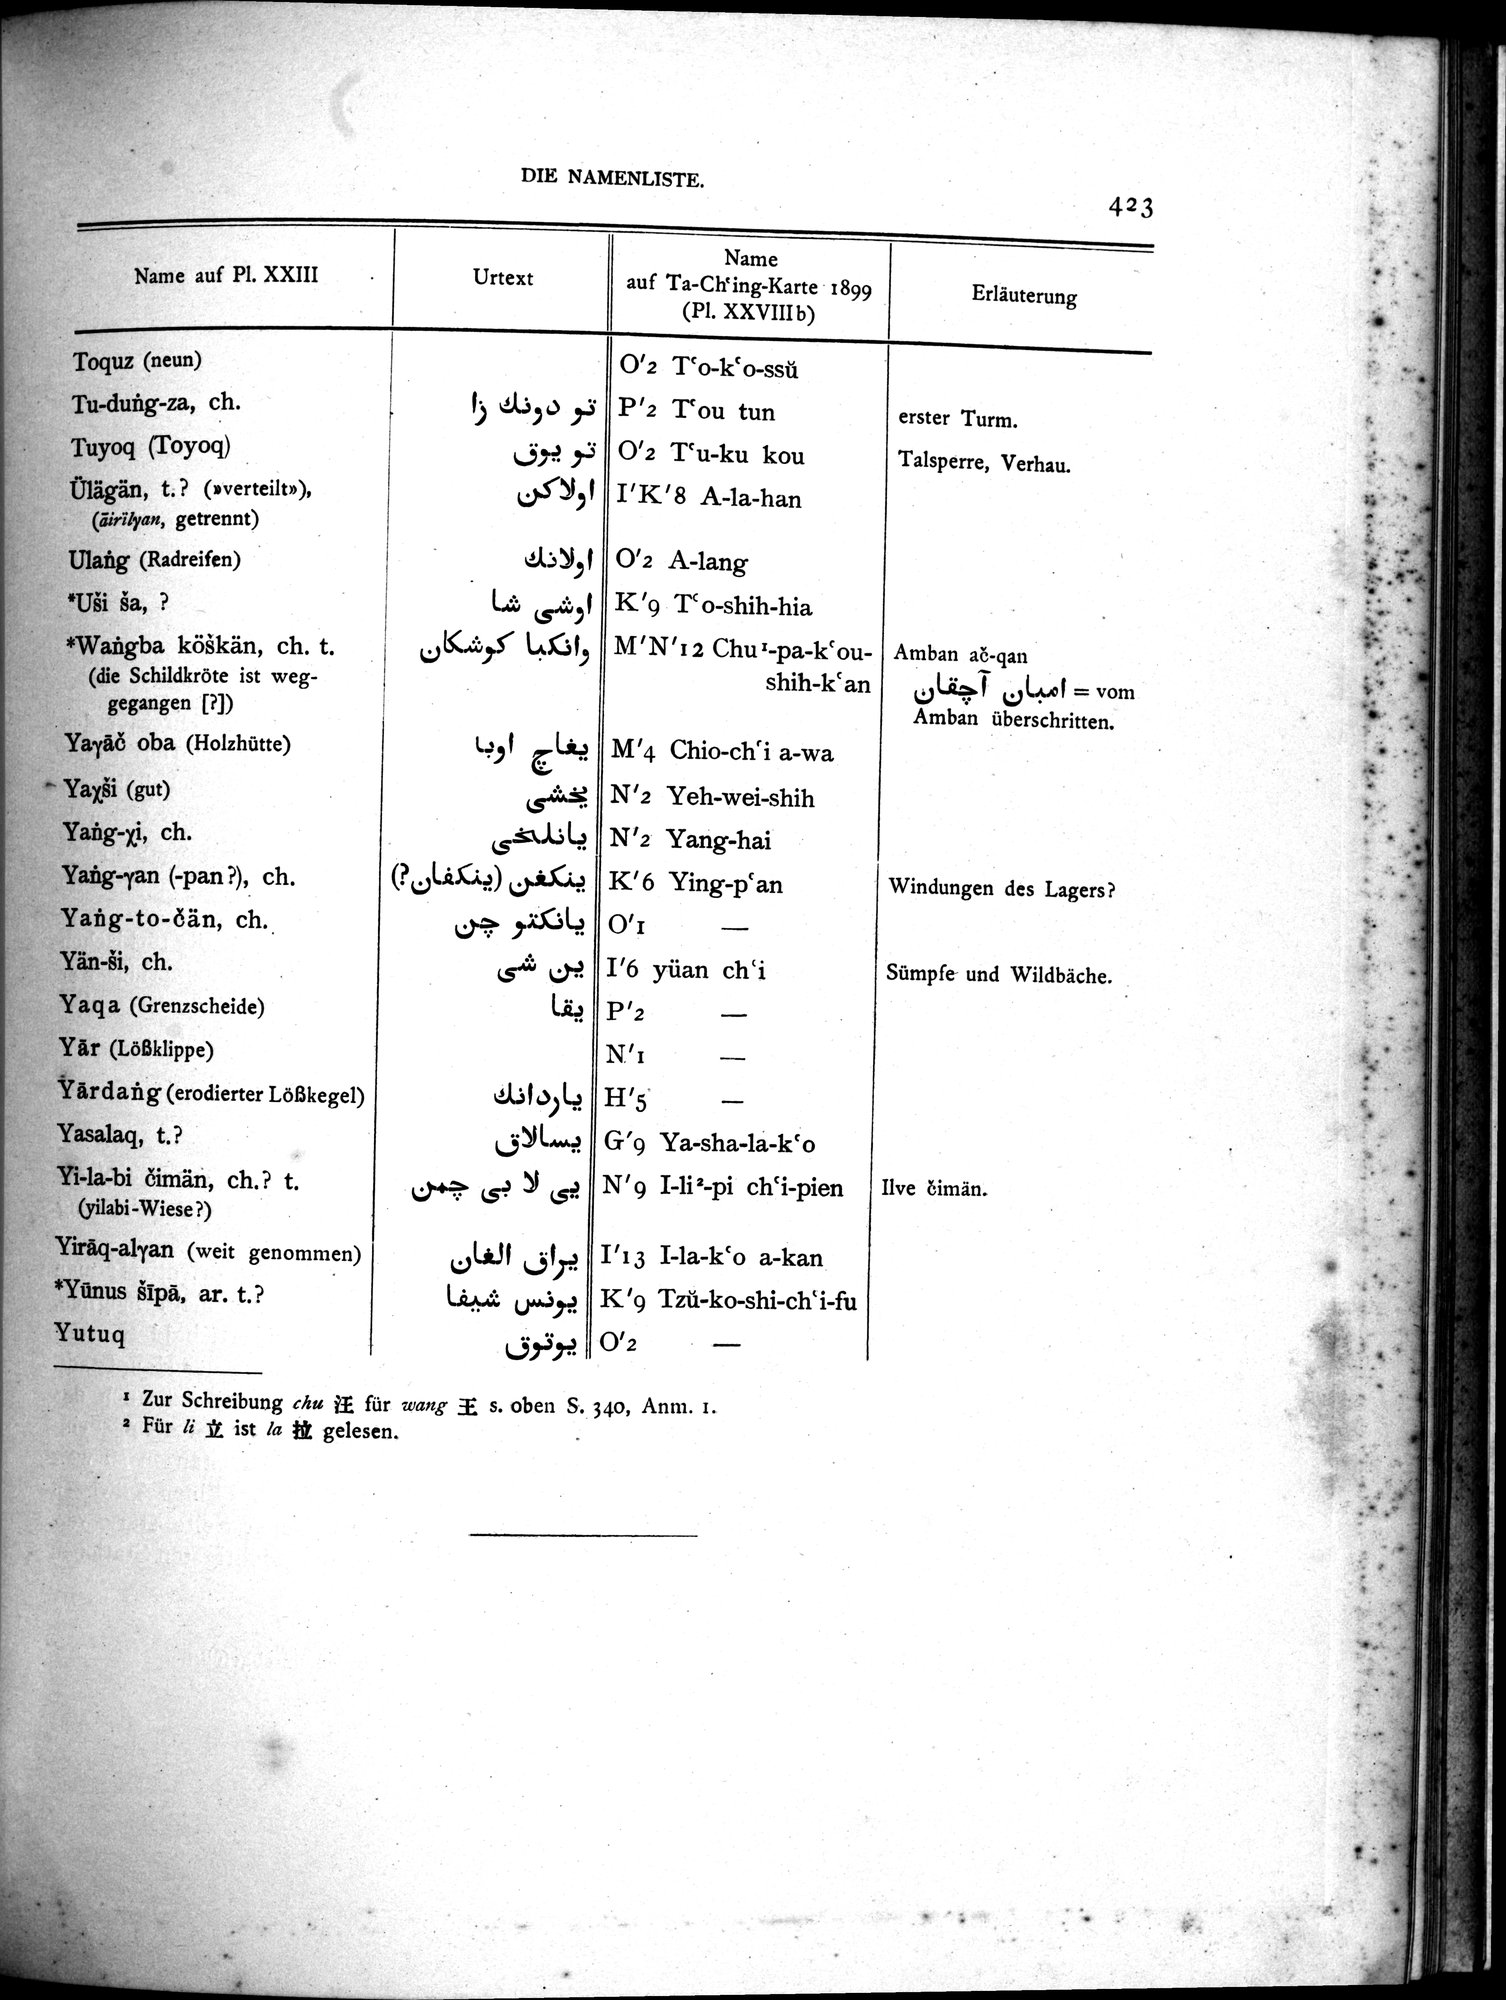 DIE NAMENLISTE.
423
Name auf Pl. XXIII
Urtext
Name
auf Ta-Chʿing-Karte 1899
(Pl. XXVIIIb)
Erläuterung
Toquz (neun) O′2 Tʿo-kʿo-ssŭ
Tu-duṅg-za, ch. تو دونك زا P′2 Tʿou tun erster Turm.
Tuyoq (Toyoq) تو يوق O′2 Tʿu-ku kou Talsperre, Verhau.
Ülägän, t.? (»verteilt»), اولاكن I′K′8 A-la-han
(äirïlγan, getrennt)
Ulaṅg (Radreifen) اولانك O′2 A-lang
*Uši ša, ? اوشى شا K′9 Tʿo-shih-hia
*Waṅgba köškän, ch. t. وانكبا كوشكان M′N′12 Chu¹-pa-kʿou- Amban ač-qan
(die Schildkröte ist weg- shih-kʿan امبان آچقان = vom
gegangen [?]) Amban überschritten.
Yaγāč oba (Holzhütte) يغاچ اوبا M′4 Chio-chʿi a-wa
Yaχši (gut) يخشى N′2 Yeh-wei-shih
Yaṅg-χi, ch. يانلخى N′2 Yang-hai
Yaṅg-γan (-pan?), ch. ينكغن (ينكفان?) K′6 Ying-pʿan Windungen des Lagers?
Yaṅg-to-čän, ch. يانكتو چن O′1 —
Yän-ši, ch. ين شى I′6 yüan chʿi Sümpfe und Wildbäche.
Yaqa (Grenzscheide) يقا P′2 —
Yār (Lößklippe) N′1 —
Yārdaṅg (erodierter Lößkegel) ياردانك H′5 —
Yasalaq, t.? يسالاق G′9 Ya-sha-la-kʿo
Yi-la-bi čimän, ch.? t. يى لا بى چمن N′9 I-li²-pi chʿi-pien Ilve čimän.
(yilabi-Wiese?)
Yirāq-alγan (weit genommen) يراق الغان I′13 I-la-kʿo a-kan
*Yūnus šīpā, ar. t.? يونس شيفا K′9 Tzŭ-ko-shi-chʿi-fu
Yutuq يوتوق O′2 —
¹ Zur Schreibung chu 汪 für wang 王 s. oben S. 340, Anm. 1.
² Für li 立 ist la 拉 gelesen.